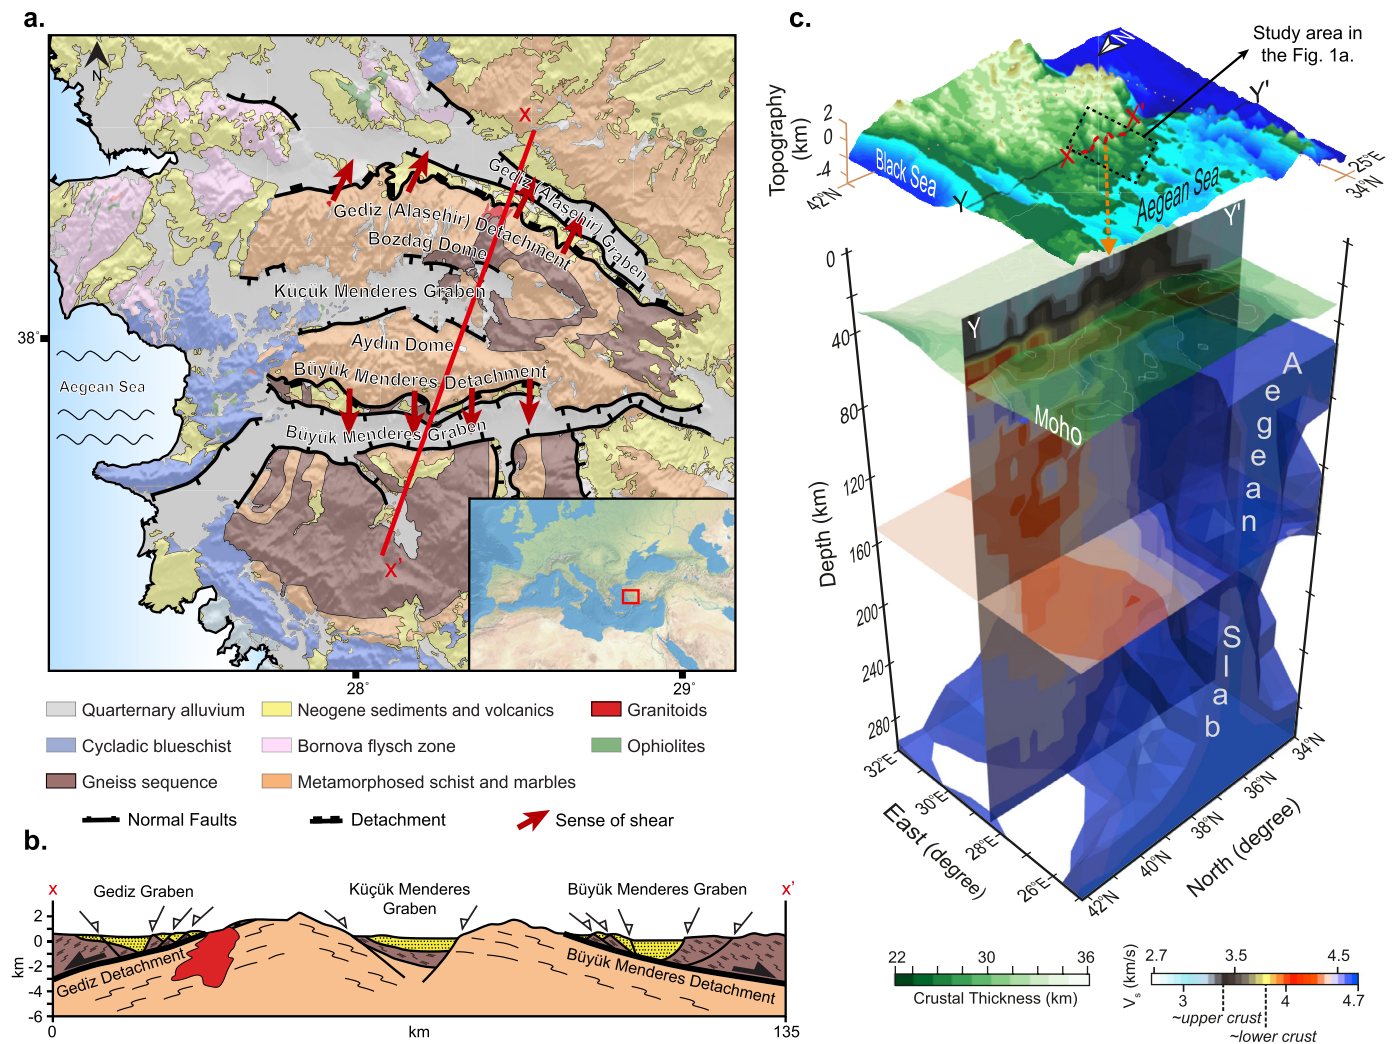 a.
N
x
Gediz (Alaşehir) Graben
Gediz (Alaşehir) Detachment
Bozdağ Dome
Küçük Menderes Graben
38°
Aydın Dome
Büyük Menderes Detachment
Aegean Sea
Büyük Menderes Graben
x'
28°
29°
Quarternary alluvium
Neogene sediments and volcanics
Granitoids
Cycladic blueschist
Bornova flysch zone
Ophiolites
Gneiss sequence
Metamorphosed schist and marbles
Normal Faults
Detachment
Sense of shear
b.
x
Gediz Graben
Küçük Menderes
Graben
Büyük Menderes Graben
x'
2
0
-2
-4
-6
km
Gediz Detachment
Büyük Menderes Detachment
0
km
135
c.
Study area in
the Fig. 1a.
N
Y'
X'
X
Y
Topography
(km)
2
0
-4
Black Sea
Aegean Sea
42°N
25°E
34°N
Y'
Y
0
40
80
120
160
200
240
280
Depth (km)
Moho
Aegean
Slab
32°E
30°E
28°E
26°E
East (degree)
42°N
40°N
38°N
36°N
34°N
North (degree)
22
30
36
Crustal Thickness (km)
Vs (km/s)
2.7
3.5
4.5
3
4
4.7
~upper crust
~lower crust